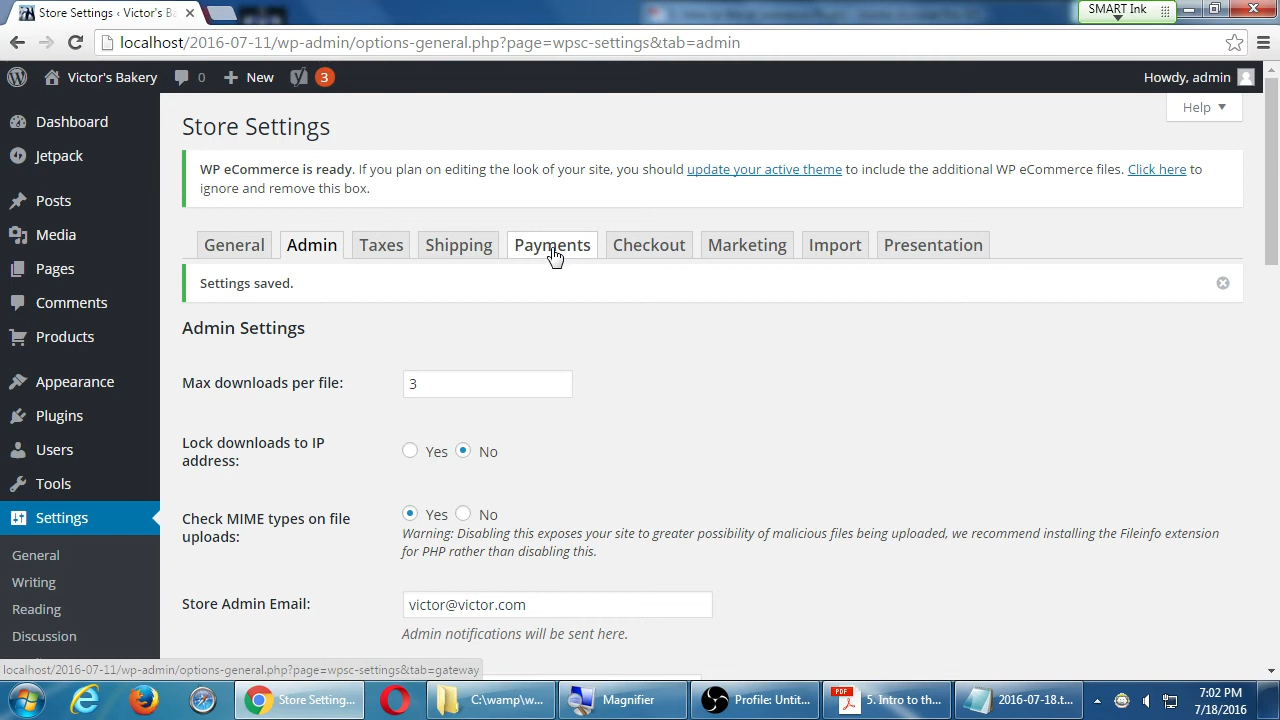 Store Settings ‹ Victor's Ba
SMART Ink
localhost/2016-07-11/wp-admin/options-general.php?page=wpsc-settings&tab=admin
Victor's Bakery
0
New
3
Howdy, admin
Help
Dashboard
Jetpack
Posts
Media
Pages
Comments
Products
Appearance
Plugins
Users
Tools
Settings
General
Writing
Reading
Discussion
Store Settings
WP eCommerce is ready. If you plan on editing the look of your site, you should update your active theme to include the additional WP eCommerce files. Click here to
ignore and remove this box.
General
Admin
Taxes
Shipping
Payments
Checkout
Marketing
Import
Presentation
Settings saved.
Admin Settings
Max downloads per file:
3
Lock downloads to IP
address:
Yes
No
Check MIME types on file
uploads:
Yes
No
Warning: Disabling this exposes your site to greater possibility of malicious files being uploaded, we recommend installing the Fileinfo extension
for PHP rather than disabling this.
Store Admin Email:
victor@victor.com
Admin notifications will be sent here.
localhost/2016-07-11/wp-admin/options-general.php?page=wpsc-settings&tab=gateway
Store Setting...
C:\wamp\w...
Magnifier
Profile: Untit...
PDF
5. Intro to th...
2016-07-18.t...
7:02 PM
7/18/2016